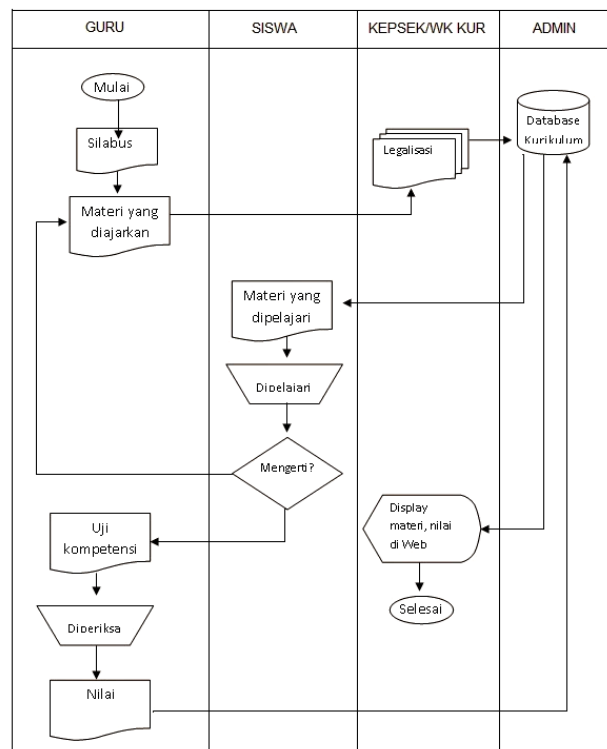 GURU
SISWA
KEPSEK/WK KUR
ADMIN
Mulai
Silabus
Materi yang
diajarkan
Legalisasi
Database
Kurikulum
Materi yang
dipelajari
Dipelajari
Mengerti?
Uji
kompetensi
Display
materi, nilai
di Web
Diperiksa
Selesai
Nilai